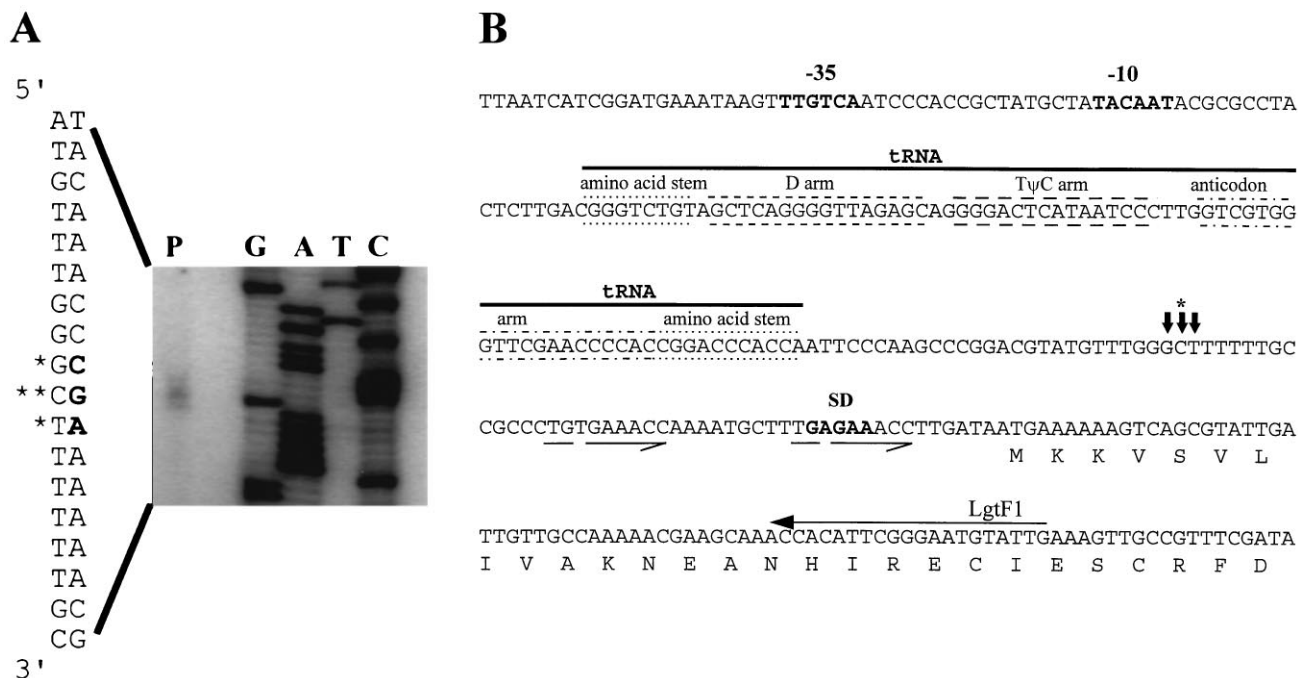 A
5'
AT
TA
GC
TA
TA
TA
GC
GC
*GC
**CG
*TA
TA
TA
TA
TA
TA
GC
CG
3'
P G A T C
B
-35 -10
TTAATCATCGGATGAAATAAGTTTGTCAATCCCACCGCTATGCTATACAATACGCGCCTA
tRNA
amino acid stem D arm TψC arm anticodon
CTCTTGACGGGTCTGTAGCTCAGGGGTTAGAGCAGGGGACTCATAATCCCTTGGTCGTGG
tRNA
arm amino acid stem *
GTTCGAACCCCACCGGACCCACCAATTCCCAAGCCCGGACGTATGTTTGGGCTTTTTTGC
SD
CGCCCTGTGAAACCAAAATGCTTTGAGAAACCTTGATAATGAAAAAAGTCAGCGTATTGA
M K K V S V L
LgtF1
TTGTTGCCAAAAACGAAGCAAACCACATTCGGGAATGTATTGAAAGTTGCCGTTTCGATA
I V A K N E A N H I R E C I E S C R F D